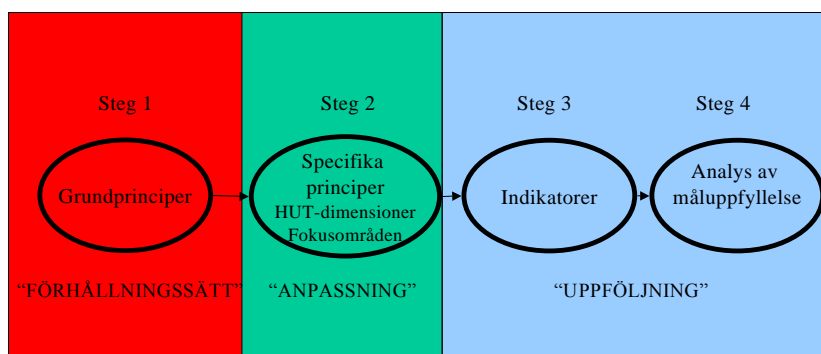 Steg 1
Steg 2
Steg 3
Steg 4
Grundprinciper
Specifika
principer
HUT-dimensioner
Fokusområden
Indikatorer
Analys av
måluppfyllelse
“FÖRHÅLLNINGSSÄTT”
“ANPASSNING”
“UPPFÖLJNING”